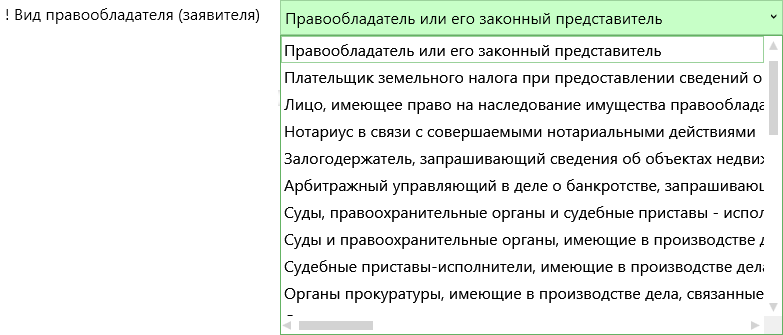 ! Вид правообладателя (заявителя)
Правообладатель или его законный представитель
Правообладатель или его законный представитель
Плательщик земельного налога при предоставлении сведений о
Лицо, имеющее право на наследование имущества правооблада
Нотариус в связи с совершаемыми нотариальными действиями
Залогодержатель, запрашивающий сведения об объектах недвиж
Арбитражный управляющий в деле о банкротстве, запрашивающ
Суды, правоохранительные органы и судебные приставы - испол
Суды и правоохранительные органы, имеющие в производстве д
Судебные приставы-исполнители, имеющие в производстве дела
Органы прокуратуры, имеющие в производстве дела, связанные